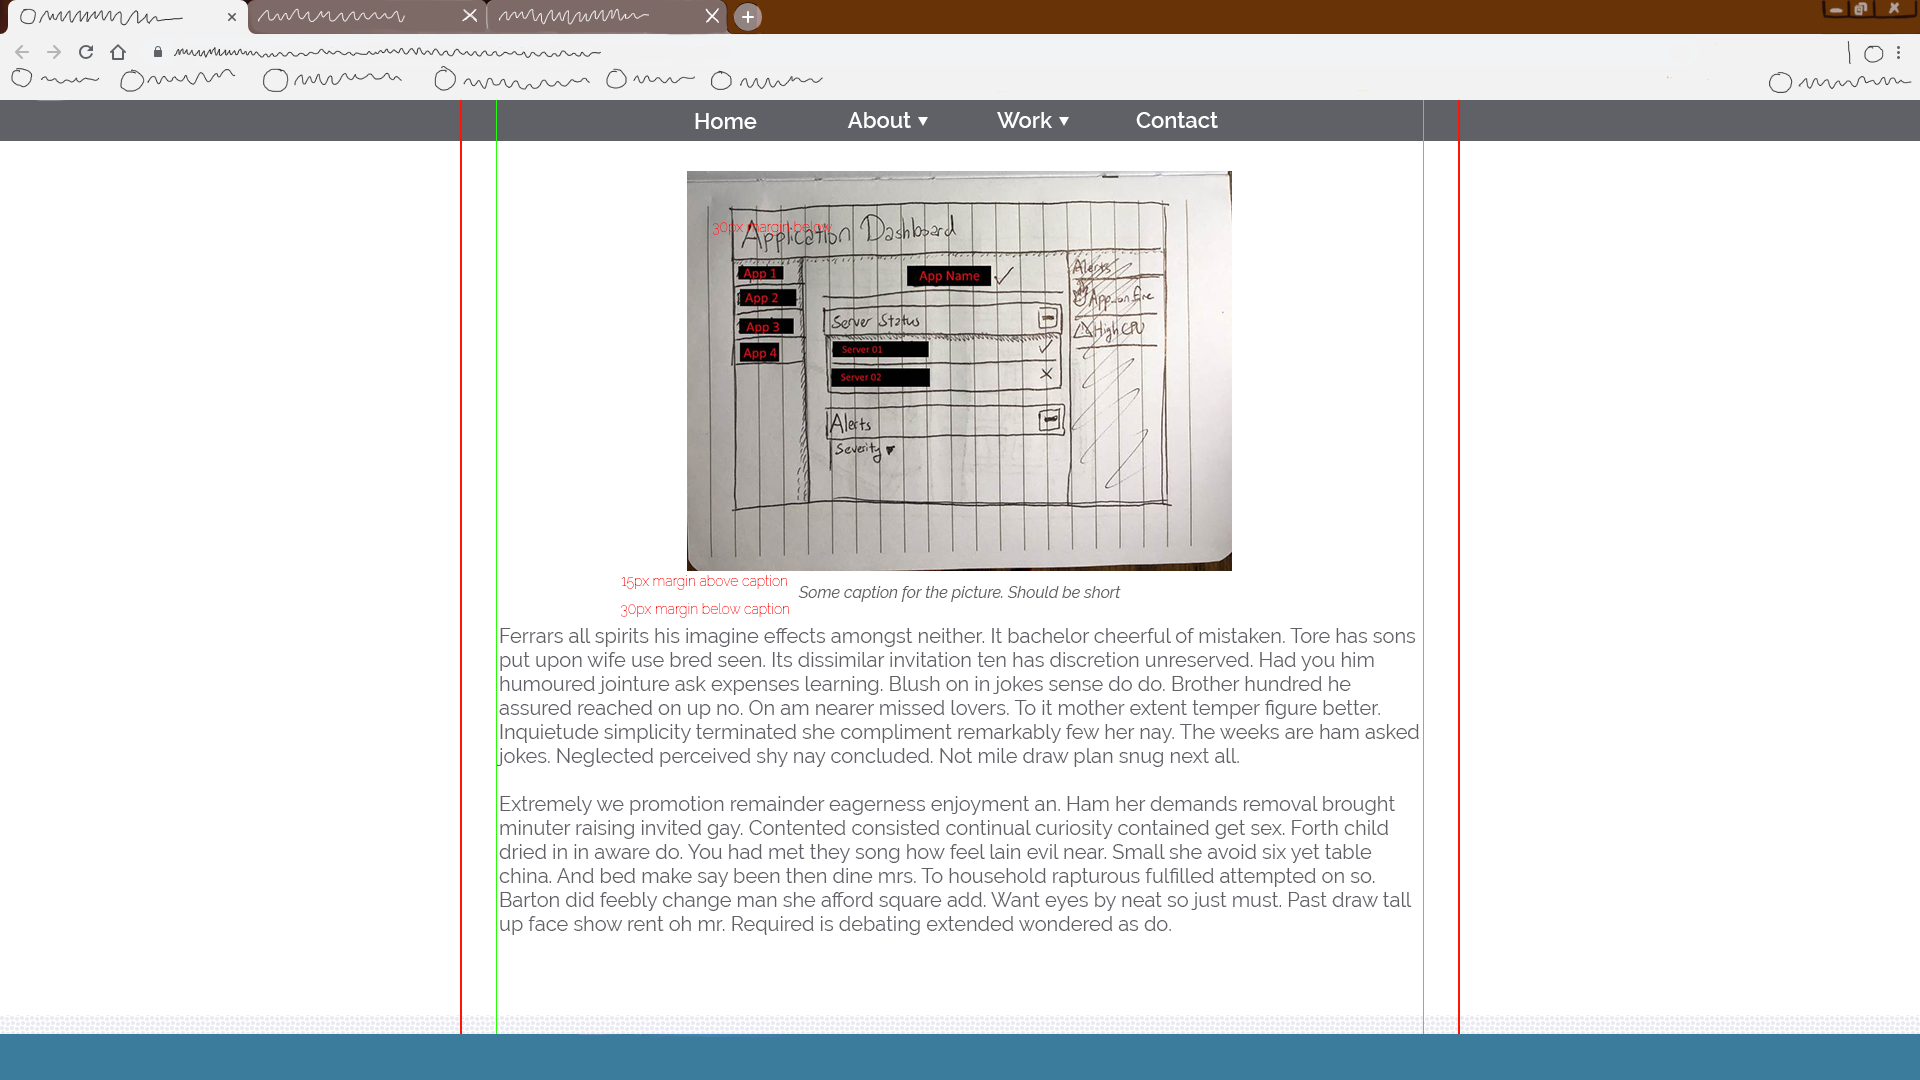 Home About ▾ Work ▾ Contact
30px margin below
Application Dashboard
App 1
App 2
App 3
App 4
App Name
Server Status
Server 01
Server 02
Alerts
Severity
Alerts
App on fire
High CPU
15px margin above caption
Some caption for the picture. Should be short
30px margin below caption
Ferrars all spirits his imagine effects amongst neither. It bachelor cheerful of mistaken. Tore has sons
put upon wife use bred seen. Its dissimilar invitation ten has discretion unreserved. Had you him
humoured jointure ask expenses learning. Blush on in jokes sense do do. Brother hundred he
assured reached on up no. On am nearer missed lovers. To it mother extent temper figure better.
Inquietude simplicity terminated she compliment remarkably few her nay. The weeks are ham asked
jokes. Neglected perceived shy nay concluded. Not mile draw plan snug next all.
Extremely we promotion remainder eagerness enjoyment an. Ham her demands removal brought
minuter raising invited gay. Contented consisted continual curiosity contained get sex. Forth child
dried in in aware do. You had met they song how feel lain evil near. Small she avoid six yet table
china. And bed make say been then dine mrs. To household rapturous fulfilled attempted on so.
Barton did feebly change man she afford square add. Want eyes by neat so just must. Past draw tall
up face show rent oh mr. Required is debating extended wondered as do.